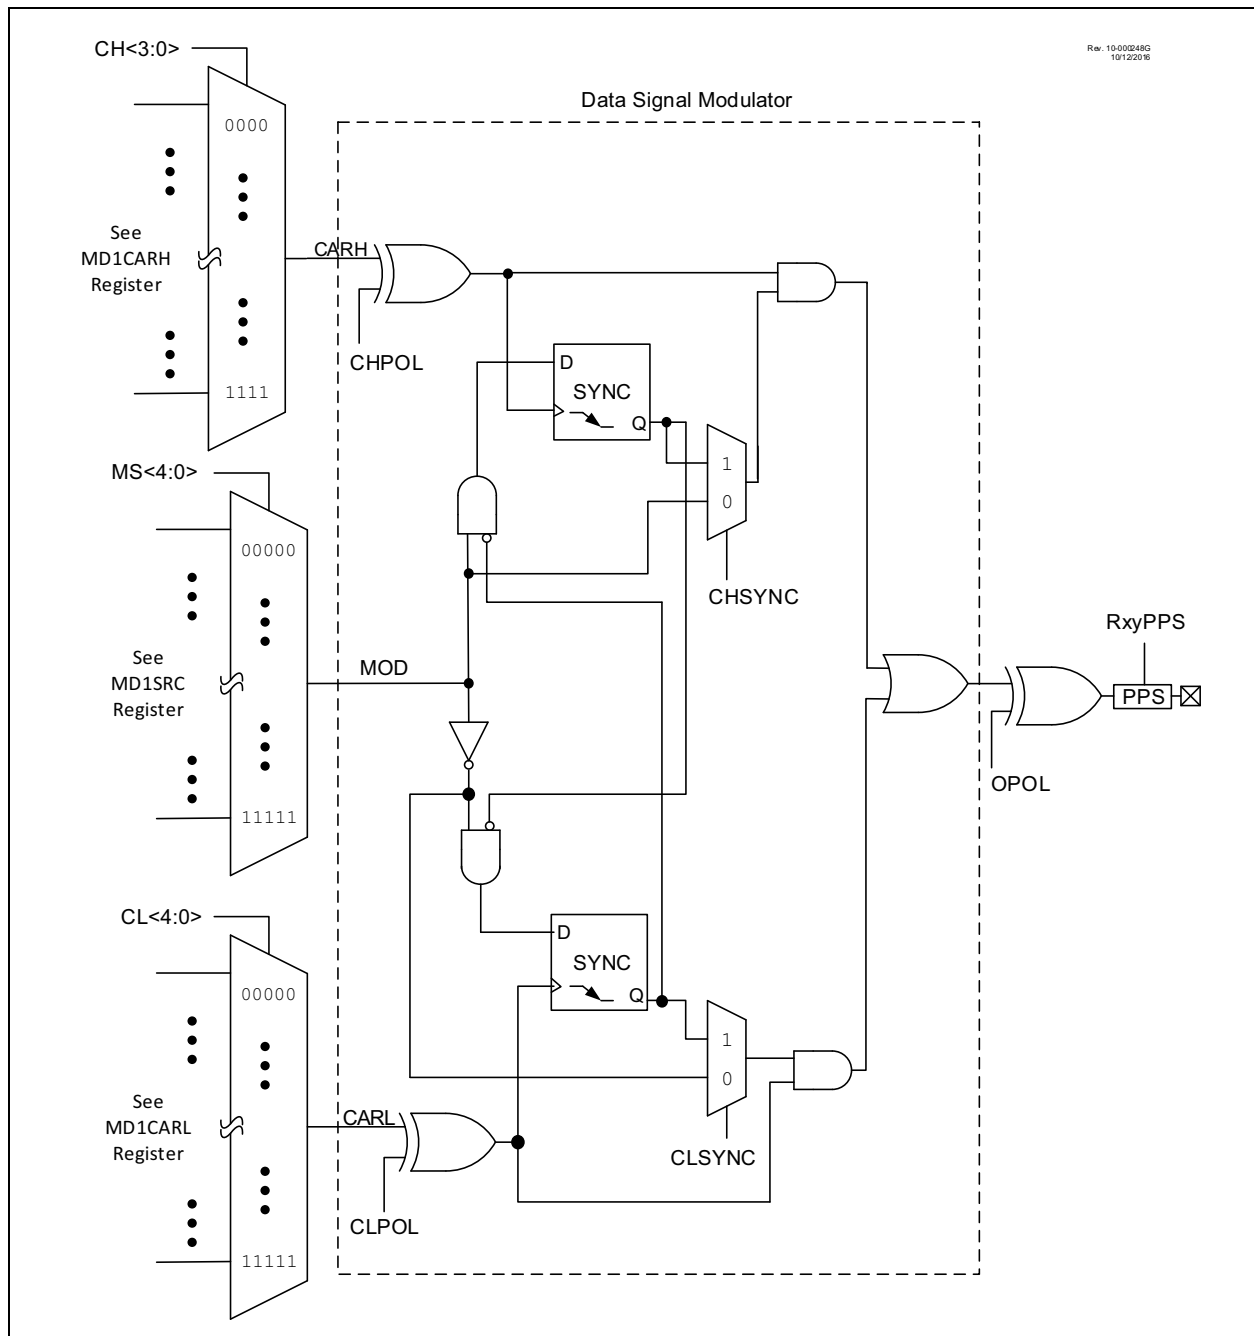 Rev. 10-000248G
10/12/2016
CH<3:0>
Data Signal Modulator
0000
See
MD1CARH
Register
CARH
CHPOL
1111
D
SYNC
Q
1
0
CHSYNC
MS<4:0>
00000
See
MD1SRC
Register
MOD
11111
RxyPPS
PPS
OPOL
CL<4:0>
00000
D
SYNC
Q
1
0
CLSYNC
See
MD1CARL
Register
CARL
CLPOL
11111